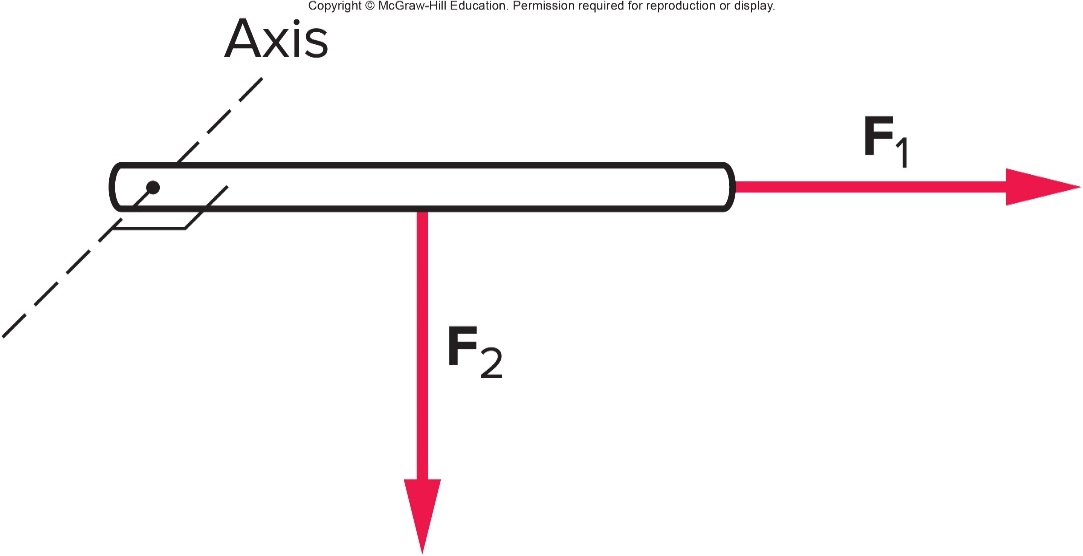 Copyright © McGraw-Hill Education. Permission required for reproduction or display.
Axis
F1
F2